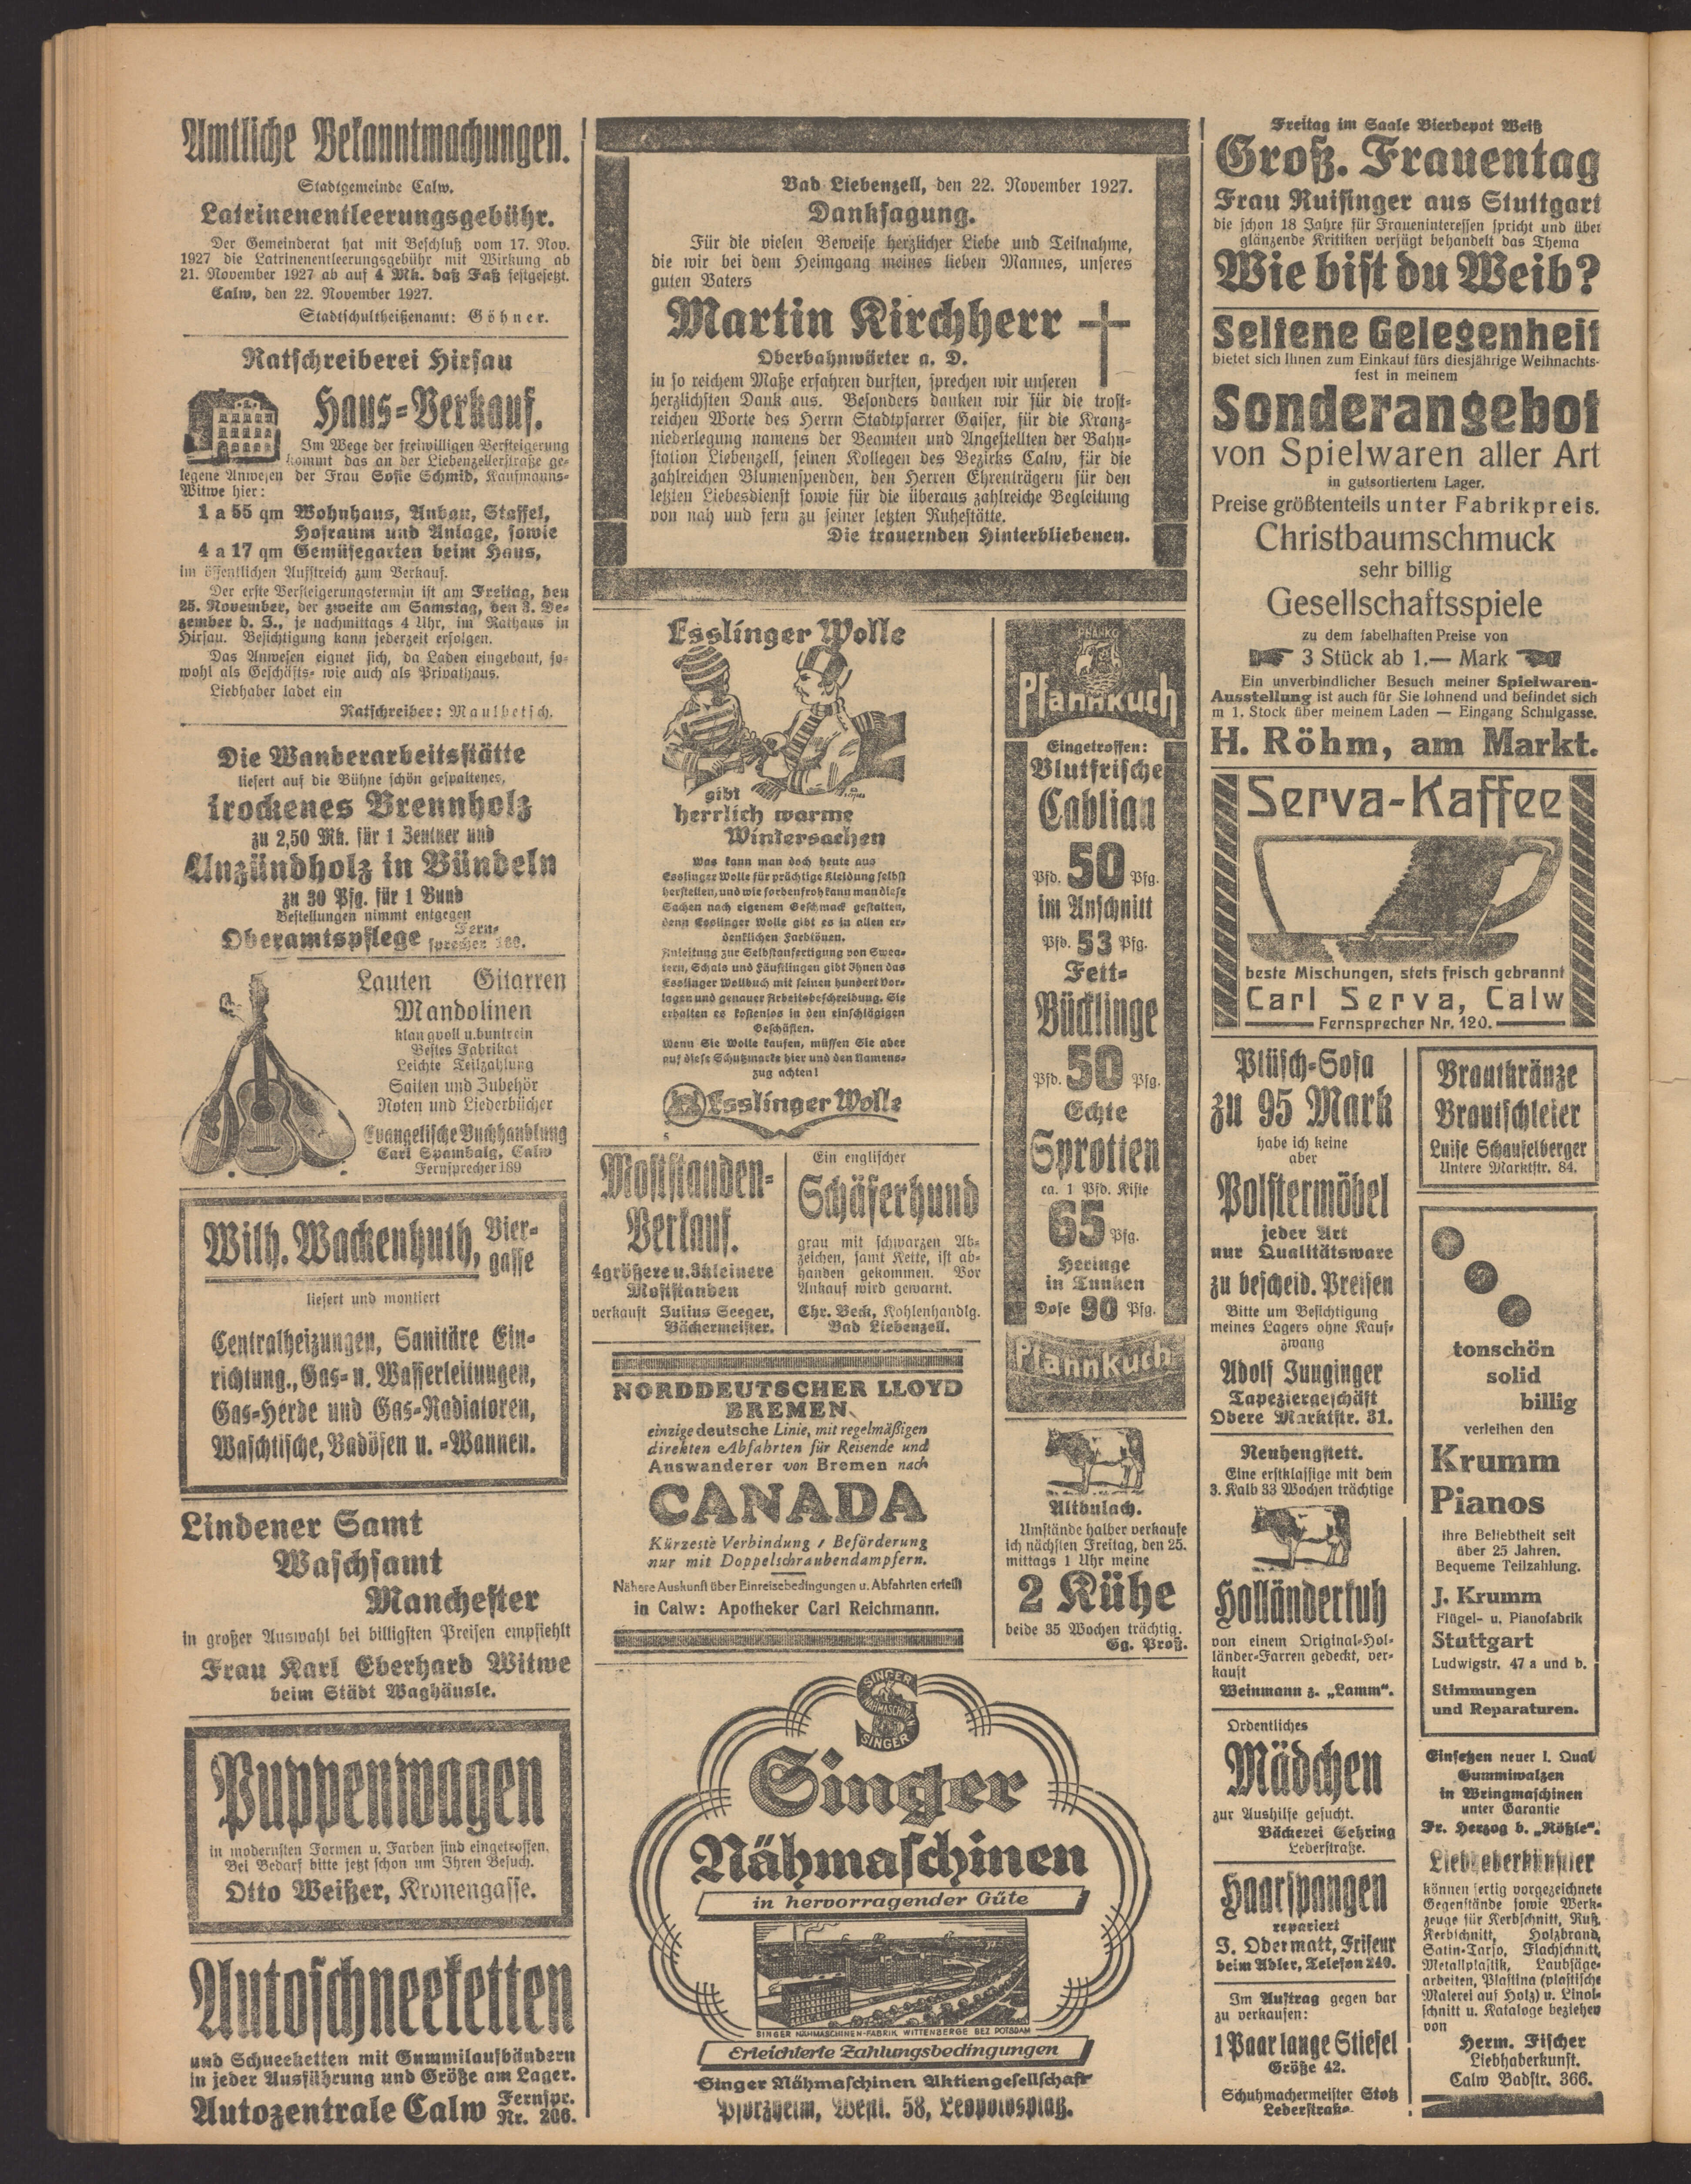 Amtliche Bekanntmachungen.
Stadtgemeinde Calw.
Latrinenentleerungsgebühr.
Der Gemeinderat hat mit Beschluß vom 17. Nov.
1927 die Latrinenentleerungsgebühr mit Wirkung ab
21. November 1927 ab auf 4 Mk. daß Faß festgesetzt.
Calw, den 22. November 1927.
Stadtschultheißenamt: Göhner.
Ratschreiberei Hirsau
Haus-Verkauf.
Im Wege der freiwilligen Versteigerung
kommt das an der Liebenzellerstraße ge-
legene Anwesen der Frau Sofie Schmid, Kaufmanns-
Witwe hier:
1 a 55 qm Wohnhaus, Anbau, Staffel,
Hofraum und Anlage, sowie
4 a 17 qm Gemüsegarten beim Haus,
im öffentlichen Aufstreich zum Verkauf.
Der erste Versteigerungstermin ist am Freitag, den
25. November, der zweite am Samstag, den 3. De-
zember d. J., je nachmittags 4 Uhr, im Rathaus in
Hirsau. Besichtigung kann jederzeit erfolgen.
Das Anwesen eignet sich, da Laden eingebaut, so-
wohl als Geschäfts- wie auch als Privathaus.
Liebhaber ladet ein
Ratschreiber: Maulbetsch.
Die Wanderarbeitsstätte
liefert auf die Bühne schön gespaltenes,
trockenes Brennholz
zu 2,50 Mk. für 1 Zentner und
Anzündholz in Bündeln
zu 30 Pfg. für 1 Bund
Bestellungen nimmt entgegen
Oberamtspflege Fern-
sprecher 180.
Lauten Gitarren
Mandolinen
klangvoll u. buntrein
Bestes Fabrikat
Leichte Teilzahlung
Saiten und Zubehör
Noten und Liederbücher
Evangelische Buchhandlung
Carl Spambalg, Calw
Fernsprecher 189
Wilh. Wackenhuth, Bier-
gasse
liefert und montiert
Centralheizungen, Sanitäre Ein-
richtung., Gas- u. Wasserleitungen,
Gas-Herde und Gas-Radiatoren,
Waschtische, Badöfen u. -Wannen.
Lindener Samt
Waschsamt
Manchester
in großer Auswahl bei billigsten Preisen empfiehlt
Frau Karl Eberhard Witwe
beim Städt Waghäusle.
Puppenwagen
in modernsten Formen u. Farben sind eingetroffen.
Bei Bedarf bitte jetzt schon um Ihren Besuch.
Otto Weißer, Kronengasse.
Autoschneeketten
und Schneeketten mit Gummilaufbändern
in jeder Ausführung und Größe am Lager.
Autozentrale Calw Fernspr.
Nr. 206.
Bad Liebenzell, den 22. November 1927.
Danksagung.
Für die vielen Beweise herzlicher Liebe und Teilnahme,
die wir bei dem Heimgang meines lieben Mannes, unseres
guten Vaters
Martin Kirchherr
Oberbahnwärter a. D.
in so reichem Maße erfahren durften, sprechen wir unseren
herzlichsten Dank aus. Besonders danken wir für die trost-
reichen Worte des Herrn Stadtpfarrer Gaiser, für die Kranz-
niederlegung namens der Beamten und Angestellten der Bahn-
station Liebenzell, seinen Kollegen des Bezirks Calw, für die
zahlreichen Blumenspenden, den Herren Ehrenträgern für den
letzten Liebesdienst sowie für die überaus zahlreiche Begleitung
von nah und fern zu seiner letzten Ruhestätte.
Die trauernden Hinterbliebenen.
Esslinger Wolle
gibt
herrlich warme
Wintersachen
Was kann man doch heute aus
Esslinger Wolle für prächtige Kleidung selbst
herstellen, und wie farbenfroh kann man diese
Sachen nach eigenem Geschmack gestalten,
denn Esslinger Wolle gibt es in allen er-
denklichen Farbtönen.
Anleitung zur Selbstanfertigung von Swea-
tern, Schals und Fäustlingen gibt Ihnen das
Esslinger Wollbuch mit seinen hundert Vor-
lagen und genauer Arbeitsbeschreibung. Sie
erhalten es kostenlos in den einschlägigen
Geschäften.
Wenn Sie Wolle kaufen, müssen Sie aber
auf diese Schutzmarke hier und den Namens-
zug achten!
Esslinger Wolle
5
Moststanden-
Verkauf.
4 größere u. 3 kleinere
Moststanden
verkauft Julius Seeger,
Bäckermeister.
Ein englischer
Schäferhund
grau mit schwarzen Ab-
zeichen, samt Kette, ist ab-
handen gekommen. Vor
Ankauf wird gewarnt.
Chr. Beck, Kohlenhandlg.
Bad Liebenzell.
NORDDEUTSCHER LLOYD
BREMEN
einzige deutsche Linie, mit regelmäßigen
direkten Abfahrten für Reisende und
Auswanderer von Bremen nach
CANADA
Kürzeste Verbindung / Beförderung
nur mit Doppelschraubendampfern.
Nähere Auskunft über Einreisebedingungen u. Abfahrten erteilt
in Calw: Apotheker Carl Reichmann.
PFANKO
Pfannkuch
Eingetroffen:
Blutfrische
Cabliau
Pfd. 50 Pfg.
im Anschnitt
Pfd. 53 Pfg.
Fett-
Bücklinge
Pfd. 50 Pfg.
Echte
Sprotten
ca. 1 Pfd. Kiste
65 Pfg.
Heringe
in Tunken
Dose 90 Pfg.
Pfannkuch
Altbulach.
Umstände halber verkaufe
ich nächsten Freitag, den 25.
mittags 1 Uhr meine
2 Kühe
beide 35 Wochen trächtig.
Gg. Proß.
SINGER
NÄHMASCHINEN
SINGER
Singer
Nähmaschinen
in hervorragender Güte
SINGER NÄHMASCHINEN-FABRIK WITTENBERGE BEZ POTSDAM
Erleichterte Zahlungsbedingungen
Singer Nähmaschinen Aktiengesellschaft
Pforzheim, Westl. 58, Leopoldsplatz.
Freitag im Saale Bierdepot Weiß
Groß. Frauentag
Frau Ruisinger aus Stuttgart
die schon 18 Jahre für Fraueninteressen spricht und über
glänzende Kritiken verfügt behandelt das Thema
Wie bist du Weib?
Seltene Gelegenheit
bietet sich Ihnen zum Einkauf fürs diesjährige Weihnachts-
fest in meinem
Sonderangebot
von Spielwaren aller Art
in gutsortiertem Lager.
Preise größtenteils unter Fabrikpreis.
Christbaumschmuck
sehr billig
Gesellschaftsspiele
zu dem fabelhaften Preise von
3 Stück ab 1.— Mark
Ein unverbindlicher Besuch meiner Spielwaren-
Ausstellung ist auch für Sie lohnend und befindet sich
m 1. Stock über meinem Laden — Eingang Schulgasse.
H. Röhm, am Markt.
Serva-Kaffee
beste Mischungen, stets frisch gebrannt
Carl Serva, Calw
Fernsprecher Nr. 120.
Plüsch-Sofa
zu 95 Mark
habe ich keine
aber
Polstermöbel
jeder Art
nur Qualitätsware
zu bescheid. Preisen
Bitte um Besichtigung
meines Lagers ohne Kauf-
zwang
Adolf Junginger
Tapeziergeschäft
Obere Marktstr. 31.
Neuhengstett.
Eine erstklassige mit dem
3. Kalb 33 Wochen trächtige
Holländerkuh
von einem Original-Hol-
länder-Farren gedeckt, ver-
kauft
Weinmann z. „Lamm“.
Ordentliches
Mädchen
zur Aushilfe gesucht.
Bäckerei Gehring
Lederstraße.
Haarspangen
repariert
J. Odermatt, Friseur
beim Adler, Telefon 240.
Im Auftrag gegen bar
zu verkaufen:
1 Paar lange Stiefel
Größe 42.
Schuhmachermeister Stotz
Lederstraße
Brautkränze
Brautschleier
Luise Schaufelberger
Untere Marktstr. 84.
tonschön
solid
billig
verleihen den
Krumm
Pianos
ihre Beliebtheit seit
über 25 Jahren.
Bequeme Teilzahlung.
J. Krumm
Flügel- u. Pianofabrik
Stuttgart
Ludwigstr. 47 a und b.
Stimmungen
und Reparaturen.
Einsetzen neuer I. Qual
Gummiwalzen
in Wringmaschinen
unter Garantie
Fr. Herzog b. „Rößle“.
Liebhaberkünstler
können fertig vorgezeichnete
Gegenstände sowie Werk-
zeuge für Kerbschnitt, Ruß,
Kerbschnitt, Holzbrand,
Satin-Tarso, Flachschnitt,
Metallplastik, Laubsäge-
arbeiten, Plastina (plastische
Malerei auf Holz) u. Linol-
schnitt u. Kataloge beziehen
von
Herm. Fischer
Liebhaberkunst.
Calw Badstr. 366.